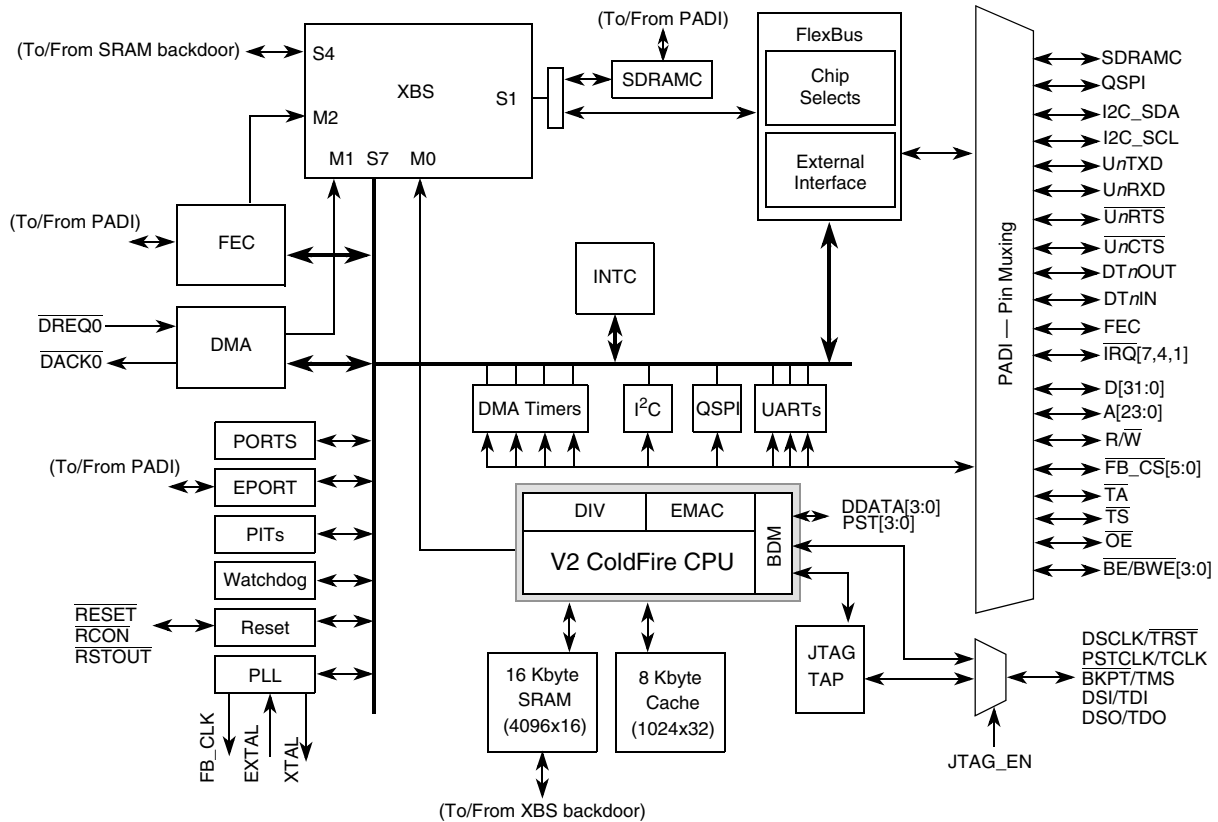 (To/From SRAM backdoor)
S4
XBS
M2
S1
M1 S7 M0
(To/From PADI)
SDRAMC
FlexBus
Chip
Selects
External
Interface
(To/From PADI)
FEC
DREQ0
DACK0
DMA
INTC
DMA Timers
I²C
QSPI
UARTs
PORTS
(To/From PADI)
EPORT
PITs
Watchdog
RESET
RCON
RSTOUT
Reset
PLL
FB_CLK
EXTAL
XTAL
DIV
EMAC
V2 ColdFire CPU
BDM
DDATA[3:0]
PST[3:0]
16 Kbyte
SRAM
(4096x16)
8 Kbyte
Cache
(1024x32)
(To/From XBS backdoor)
JTAG
TAP
JTAG_EN
PADI — Pin Muxing
SDRAMC
QSPI
I2C_SDA
I2C_SCL
UnTXD
UnRXD
UnRTS
UnCTS
DTnOUT
DTnIN
FEC
IRQ[7,4,1]
D[31:0]
A[23:0]
R/W
FB_CS[5:0]
TA
TS
OE
BE/BWE[3:0]
DSCLK/TRST
PSTCLK/TCLK
BKPT/TMS
DSI/TDI
DSO/TDO